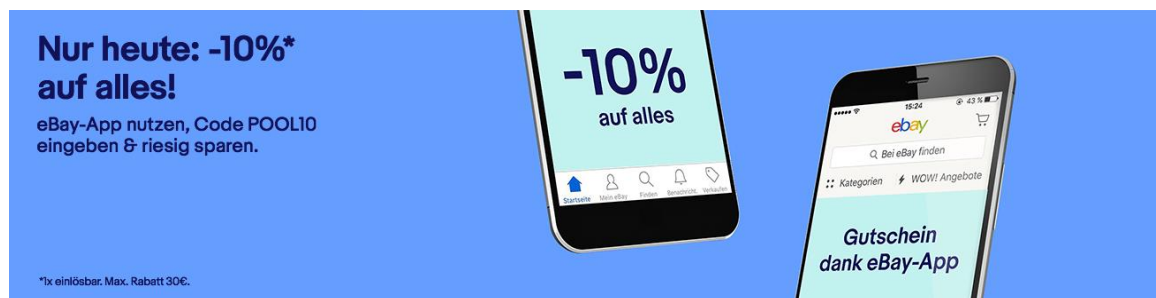 Nur heute: -10%*
auf alles!
eBay-App nutzen, Code POOL10
eingeben & riesig sparen.
*1x einlösbar. Max. Rabatt 30€.
-10%
auf alles
Startseite Mein eBay Finden Benachricht. Verkaufen
15:24 43 %
ebay
Bei eBay finden
Kategorien WOW! Angebote
Gutschein
dank eBay-App